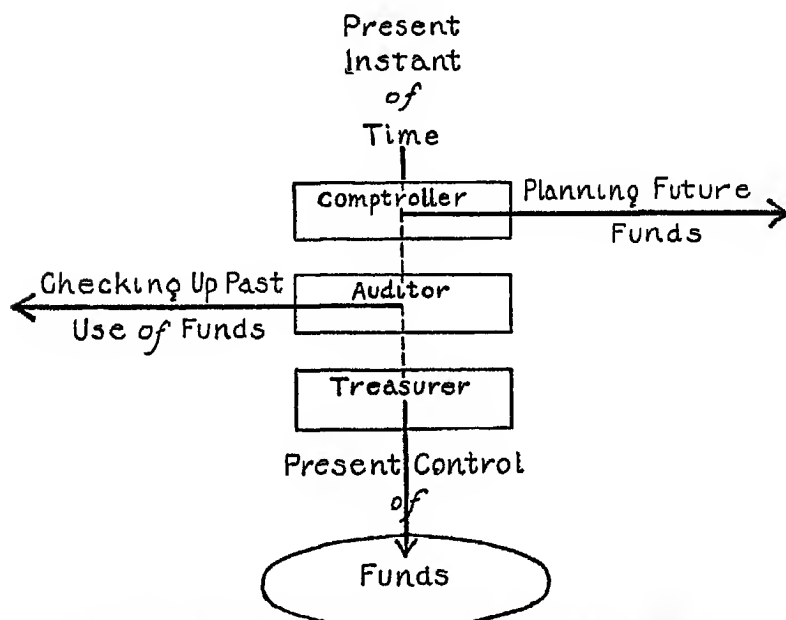 Present
Instant
of
Time
Comptroller
Planning Future
Funds
Checking Up Past
Auditor
Use of Funds
Treasurer
Present Control
of
Funds